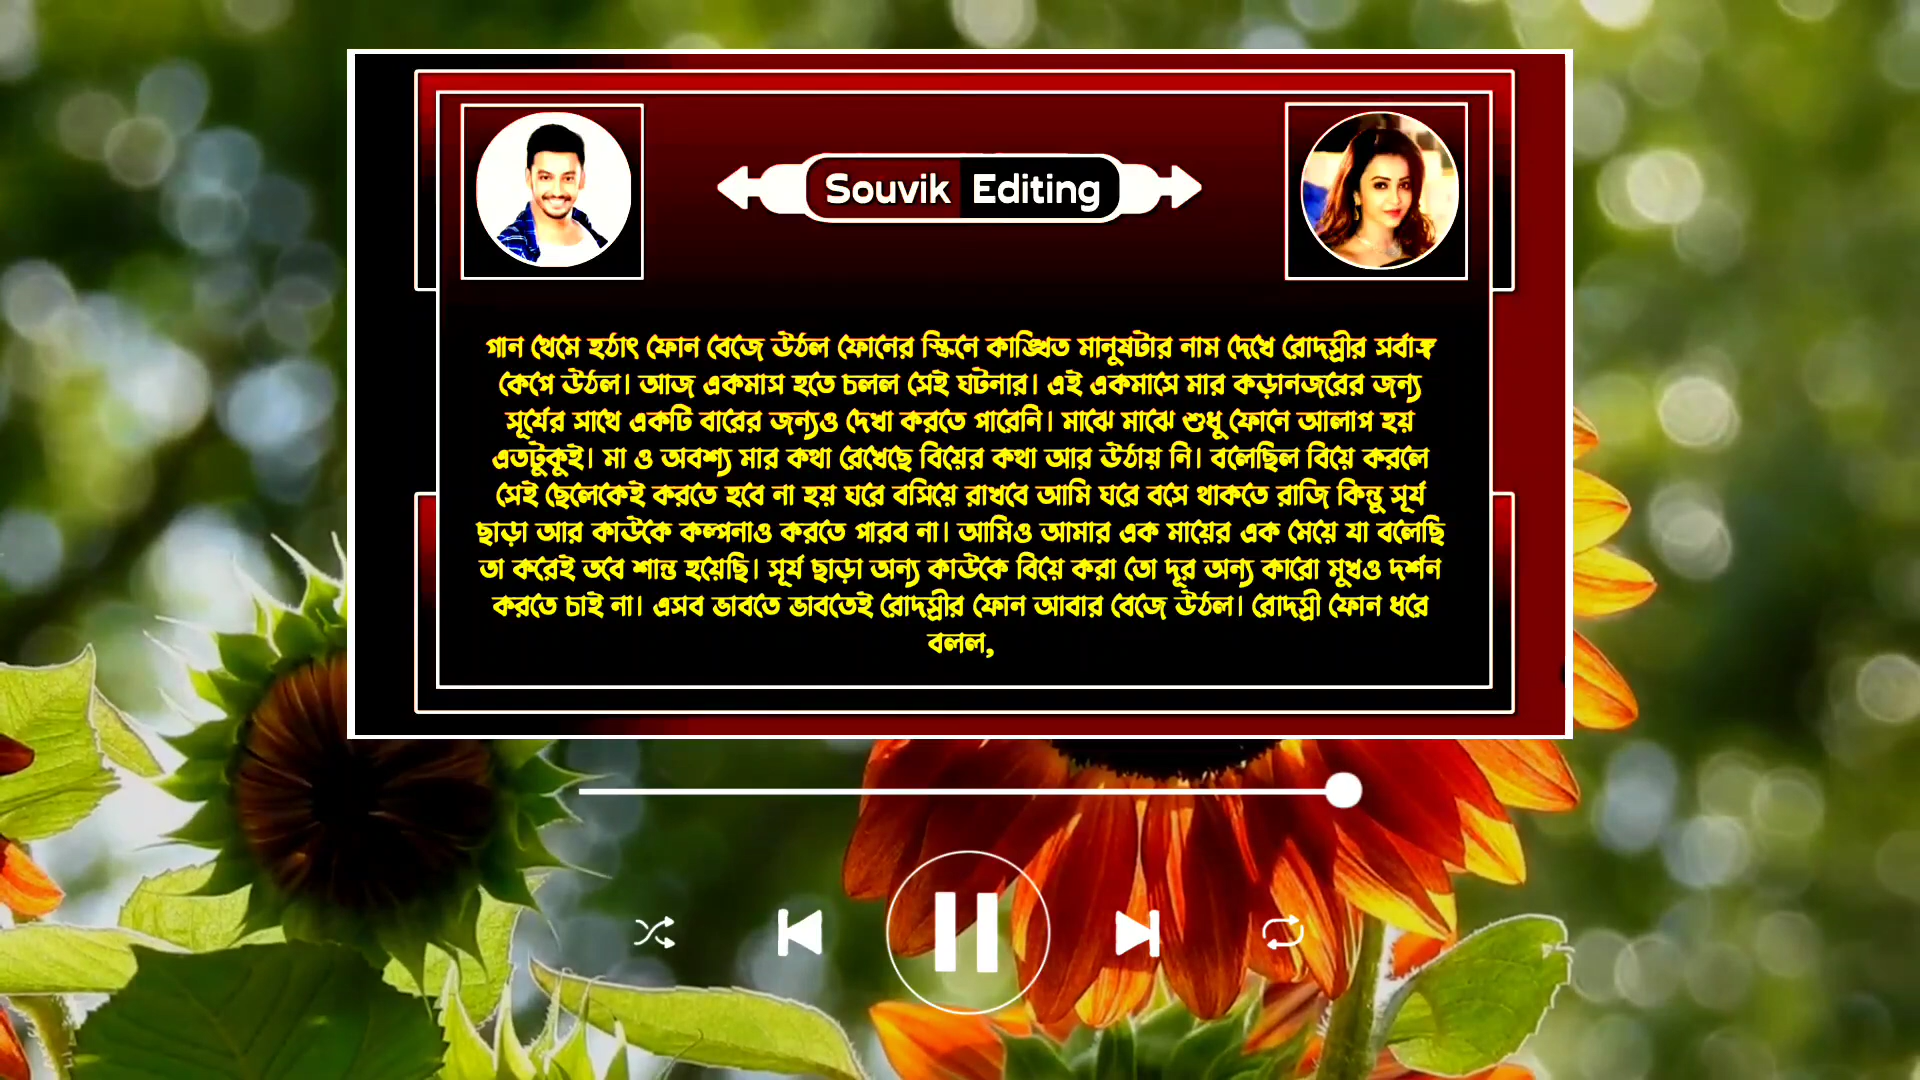 Souvik Editing
গান থেমে হঠাৎ ফোন বেজে উঠল ফোনের স্কিনে কাঙ্খিত মানুষটার নাম দেখে রোদস্রীর সর্বাঙ্গ
কেপে উঠল। আজ একমাস হতে চলল সেই ঘটনার। এই একমাসে মার কড়ানজরের জন্য
সূর্যের সাথে একটি বারের জন্যও দেখা করতে পারেনি। মাঝে মাঝে শুধু ফোনে আলাপ হয়
এতটুকুই। মা ও অবশ্য মার কথা রেখেছে বিয়ের কথা আর উঠায় নি। বলেছিল বিয়ে করলে
সেই ছেলেকেই করতে হবে না হয় ঘরে বসিয়ে রাখবে আমি ঘরে বসে থাকতে রাজি কিন্তু সূর্য
ছাড়া আর কাউকে কল্পনাও করতে পারব না। আমিও আমার এক মায়ের এক মেয়ে যা বলেছি
তা করেই তবে শান্ত হয়েছি। সূর্য ছাড়া অন্য কাউকে বিয়ে করা তো দূর অন্য কারো মুখও দর্শন
করতে চাই না। এসব ভাবতে ভাবতেই রোদস্রীর ফোন আবার বেজে উঠল। রোদস্রী ফোন ধরে
বলল,